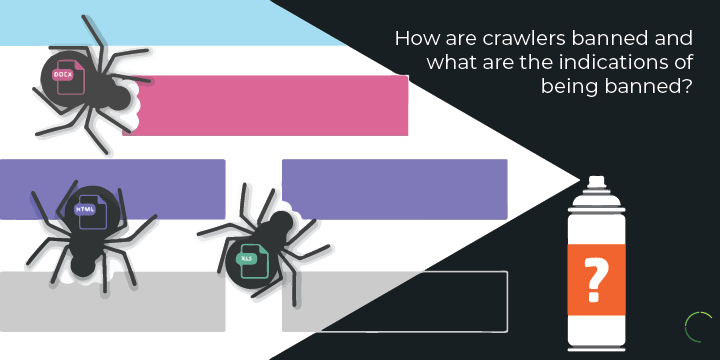 How are crawlers banned and
what are the indications of
being banned?
DOCX
HTML
XLS
?